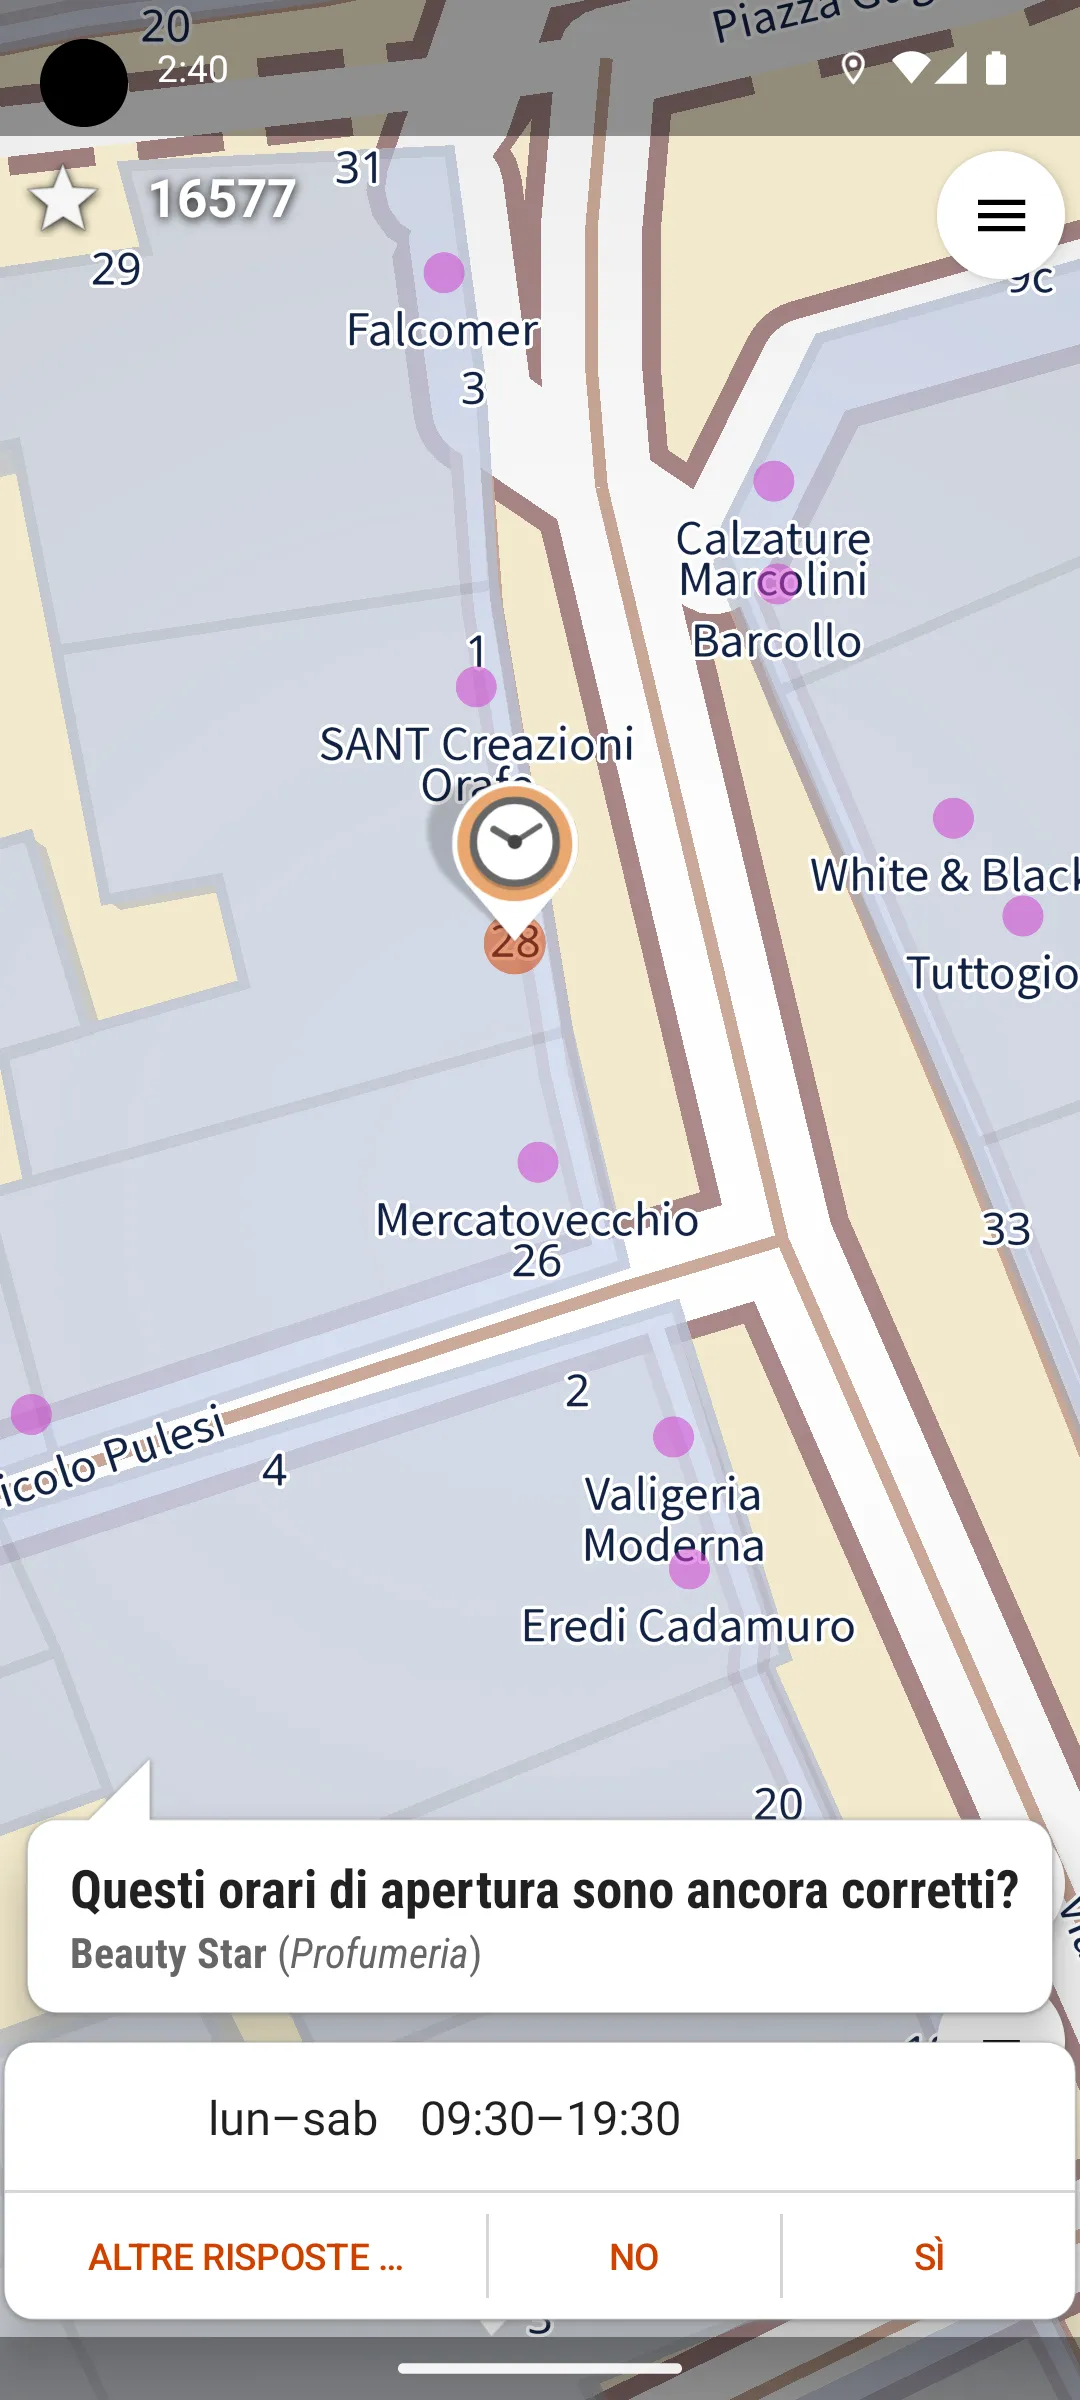 20
Piazza
2:40
31
16577
29
9c
Falcomer
3
Calzature
Marcolini
Barcollo
1
SANT Creazioni
Orafe
White & Black
28
Tuttogio
Mercatovecchio
26
33
2
icolo Pulesi
4
Valigeria
Moderna
Eredi Cadamuro
20
Questi orari di apertura sono ancora corretti?
Beauty Star (Profumeria)
lun–sab 09:30–19:30
ALTRE RISPOSTE …
NO
SÌ